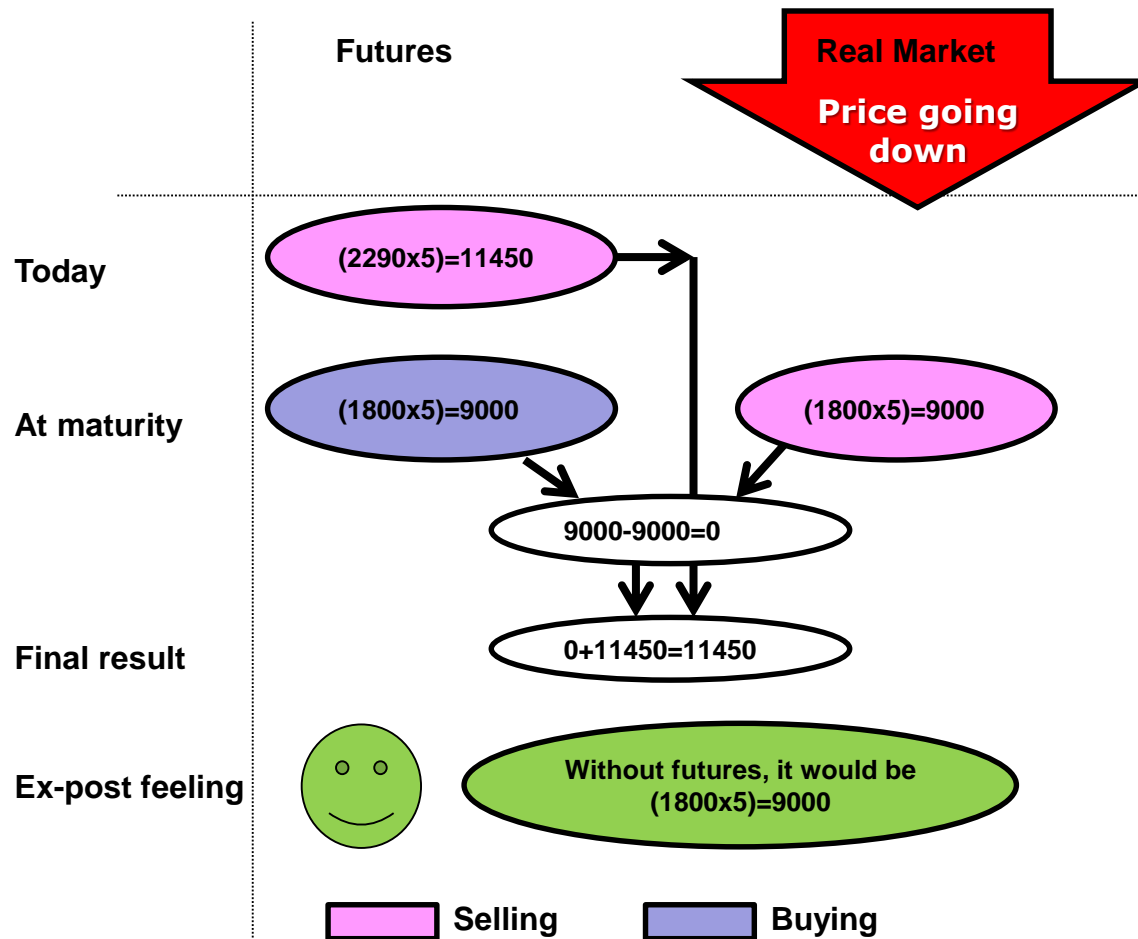 Futures
Real Market
Price going
down
Today
(2290x5)=11450
At maturity
(1800x5)=9000
(1800x5)=9000
9000-9000=0
Final result
0+11450=11450
Ex-post feeling
Without futures, it would be
(1800x5)=9000
Selling
Buying